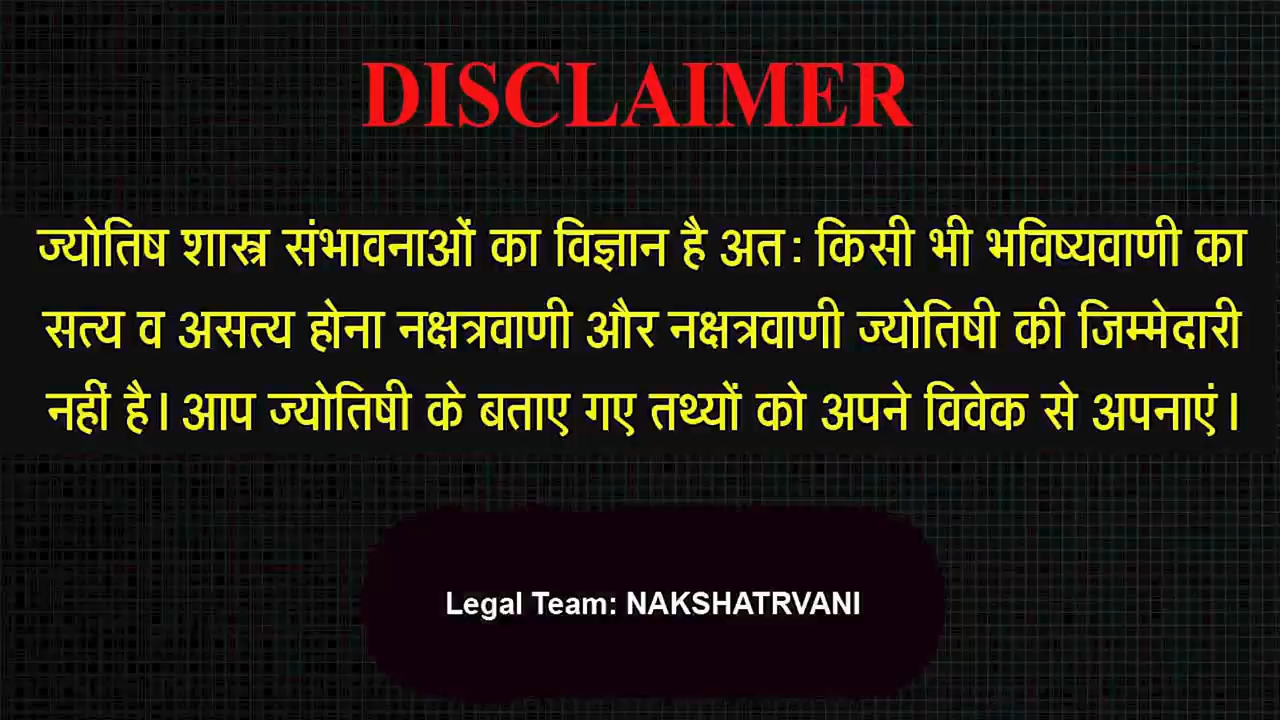 DISCLAIMER
ज्योतिष शास्त्र संभावनाओं का विज्ञान है अत: किसी भी भविष्यवाणी का
सत्य व असत्य होना नक्षत्रवाणी और नक्षत्रवाणी ज्योतिषी की जिम्मेदारी
नहीं है। आप ज्योतिषी के बताए गए तथ्यों को अपने विवेक से अपनाएं।
Legal Team: NAKSHATRVANI